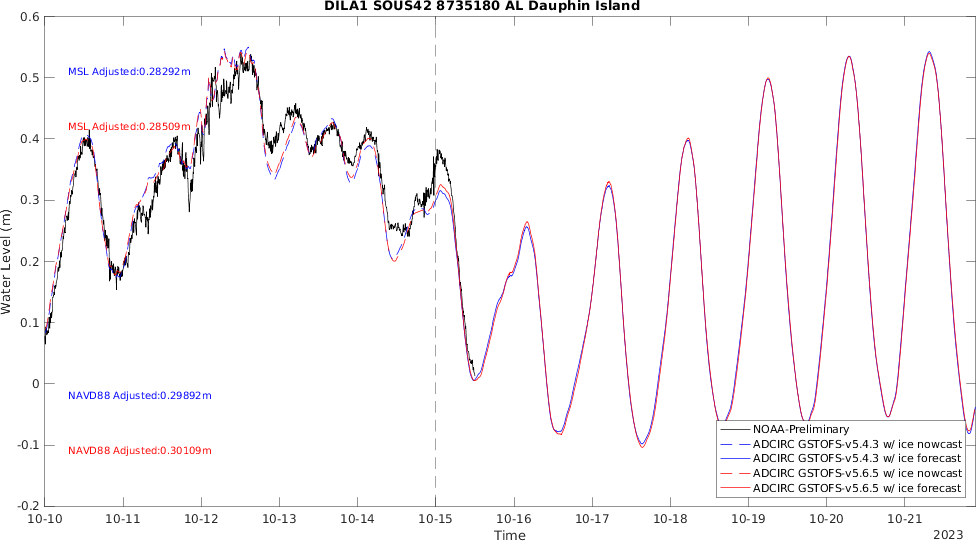 DILA1 SOUS42 8735180 AL Dauphin Island
0.6
0.5
0.4
0.3
0.2
0.1
0
-0.1
-0.2
Water Level (m)
MSL Adjusted:0.28292m
MSL Adjusted:0.28509m
NAVD88 Adjusted:0.29892m
NAVD88 Adjusted:0.30109m
NOAA-Preliminary
ADCIRC GSTOFS-v5.4.3 w/ ice nowcast
ADCIRC GSTOFS-v5.4.3 w/ ice forecast
ADCIRC GSTOFS-v5.6.5 w/ ice nowcast
ADCIRC GSTOFS-v5.6.5 w/ ice forecast
10-10 10-11 10-12 10-13 10-14 10-15 10-16 10-17 10-18 10-19 10-20 10-21
Time
2023